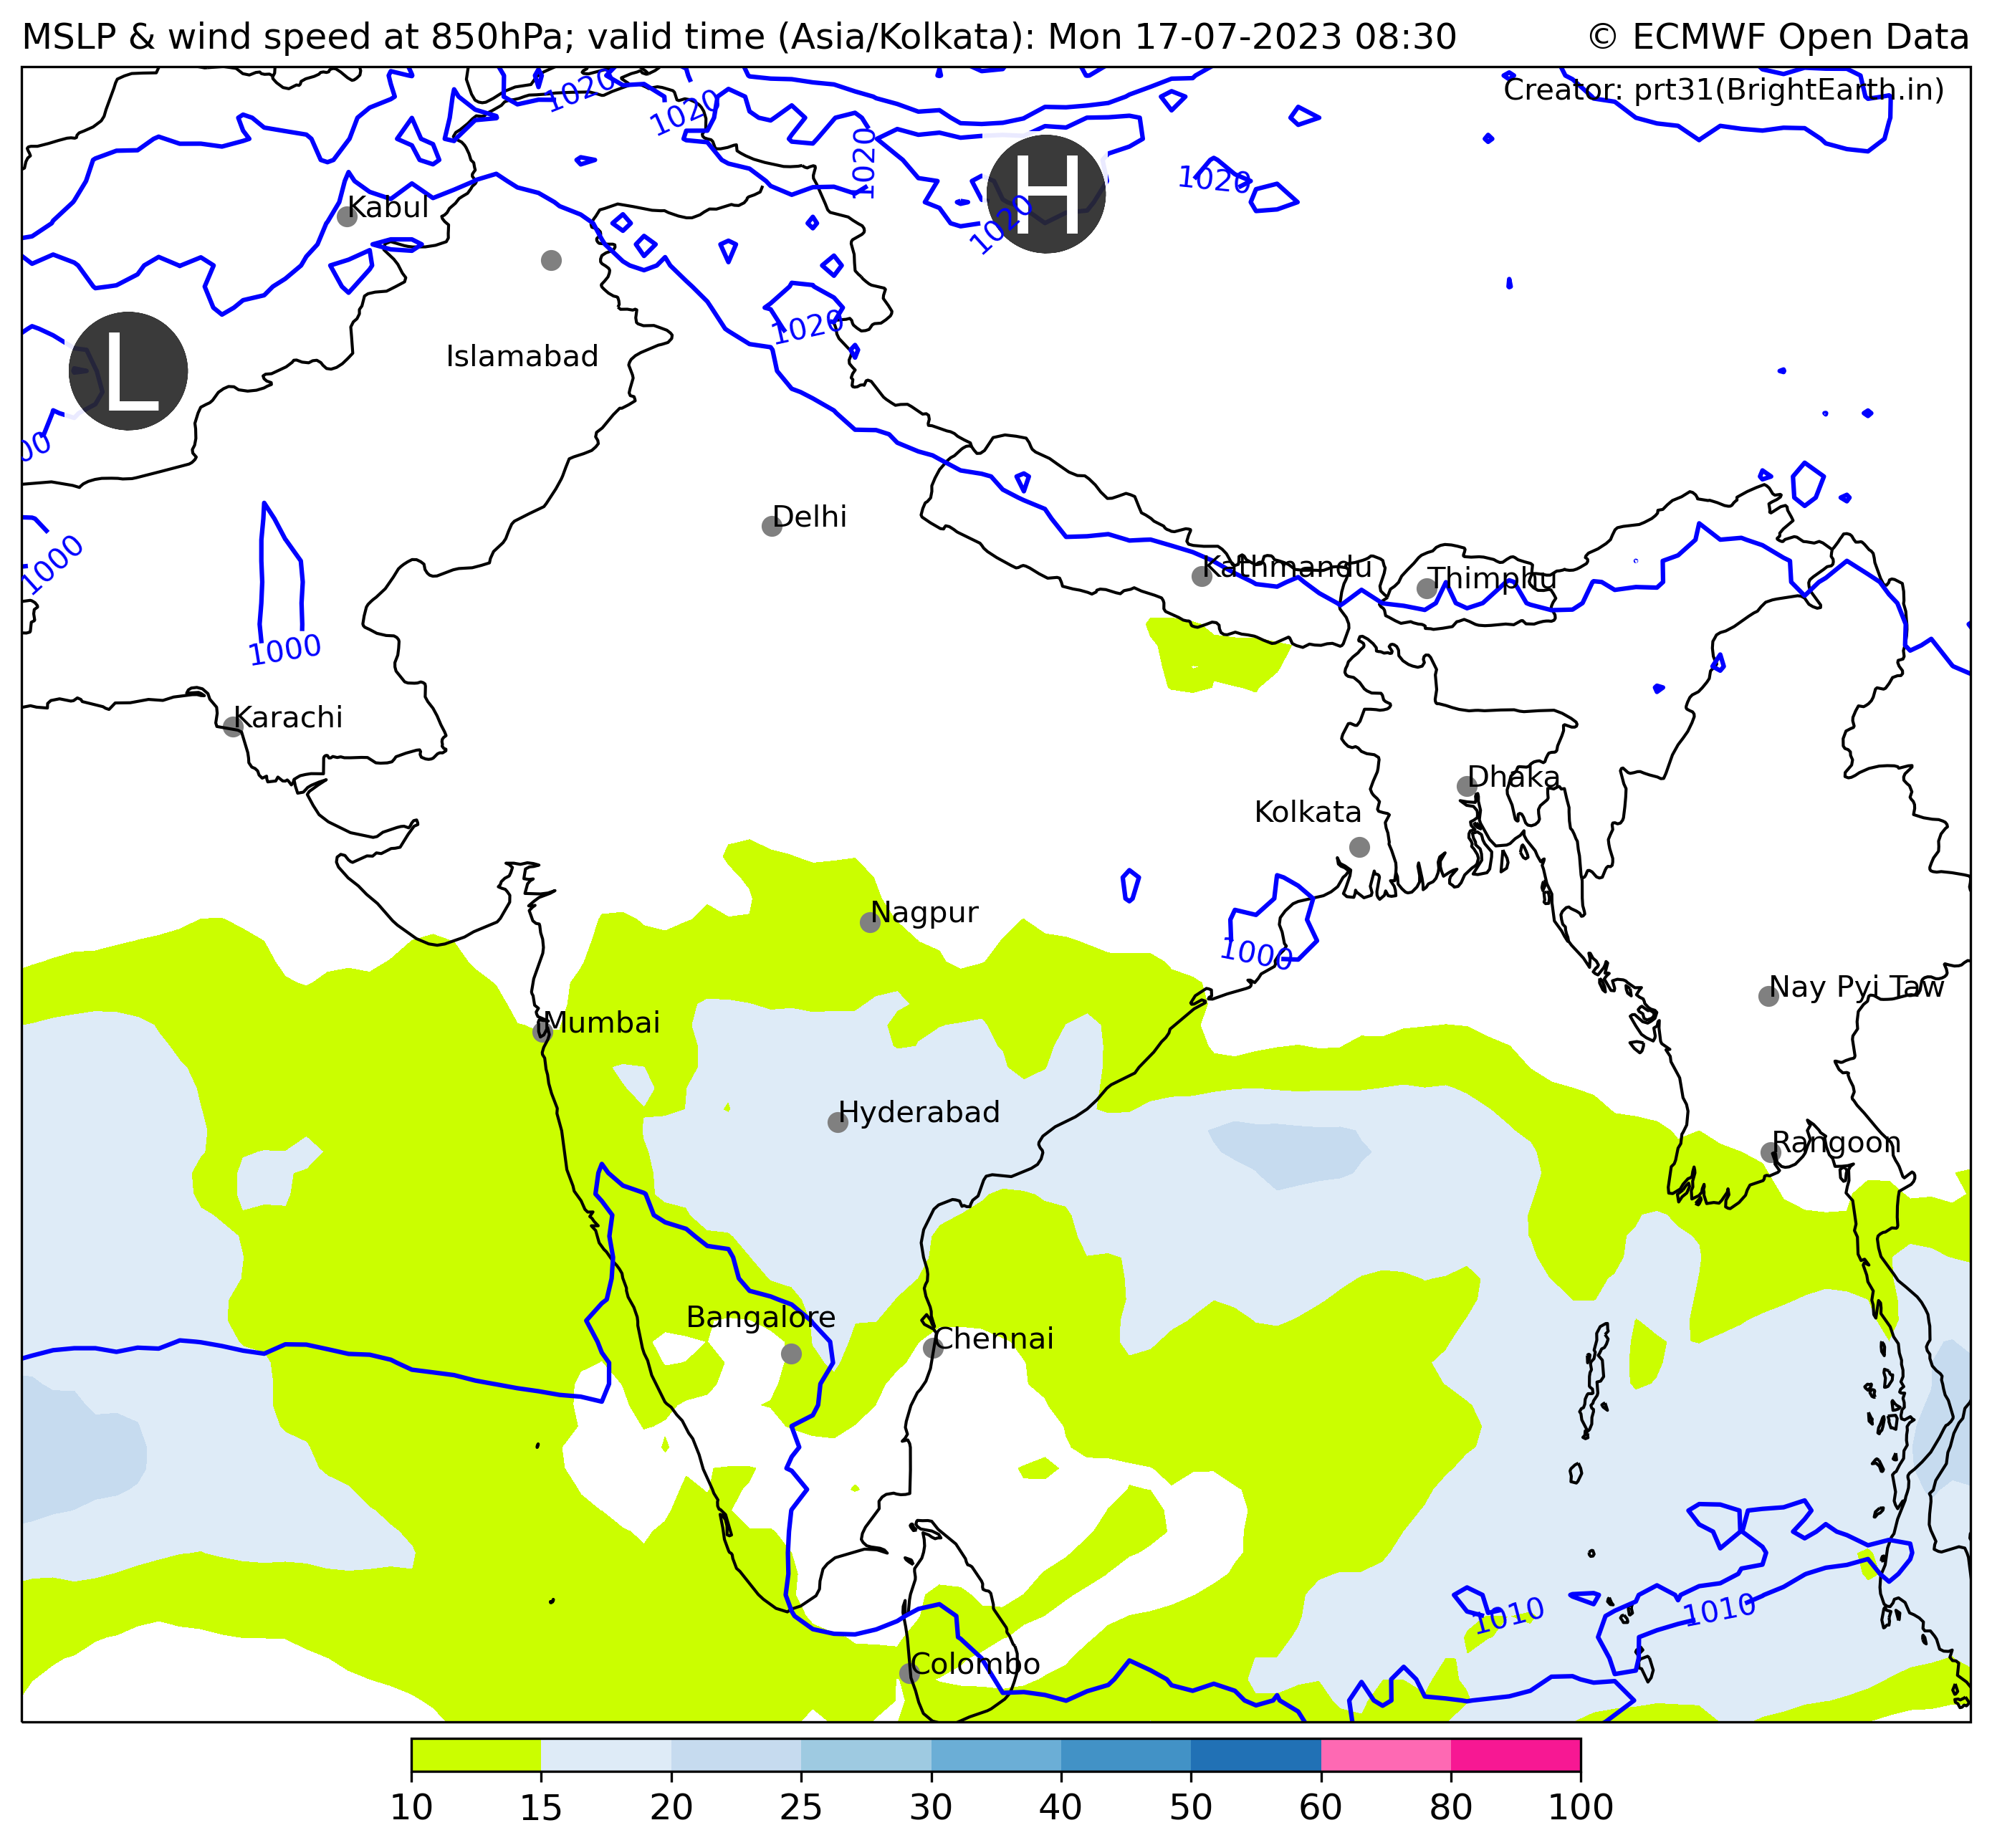 MSLP & wind speed at 850hPa; valid time (Asia/Kolkata): Mon 17-07-2023 08:30
© ECMWF Open Data
Creator: prt31(BrightEarth.in)
1020
1020
1020
H
1020
1020
Kabul
1020
L
Islamabad
00
Delhi
1000
Kathmandu
Thimphu
1000
Karachi
Dhaka
Kolkata
Nagpur
1000
Nay Pyi Taw
Mumbai
Hyderabad
Rangoon
Bangalore
Chennai
1010
1010
Colombo
10 15 20 25 30 40 50 60 80 100